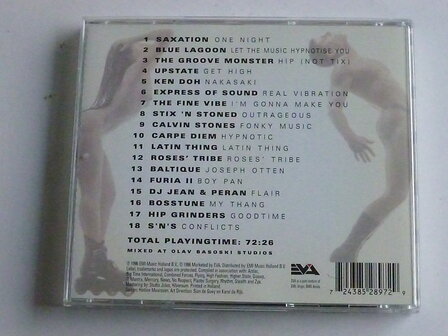 1 SAXATION ONE NIGHT
2 BLUE LAGOON LET THE MUSIC HYPNOTISE YOU
3 THE GROOVE MONSTER HIP (NOT TIX)
4 UPSTATE GET HIGH
5 KEN DOH NAKASAKI
6 EXPRESS OF SOUND REAL VIBRATION
7 THE FINE VIBE I'M GONNA MAKE YOU
8 STIX 'N STONED OUTRAGEOUS
9 CALVIN STONES FONKY MUSIC
10 CARPE DIEM HYPNOTIC
11 LATIN THING LATIN THING
12 ROSES' TRIBE ROSES' TRIBE
13 BALTIQUE JOSEPH OTTEN
14 FURIA II BOY PAN
15 DJ JEAN & PERAN FLAIR
16 BOSSTUNE MY THANG
17 HIP GRINDERS GOODTIME
18 S'N'S CONFLICTS
TOTAL PLAYINGTIME: 72:26
MIXED AT OLAV BASOSKI STUDIOS
EVA
7 24385 28972 9